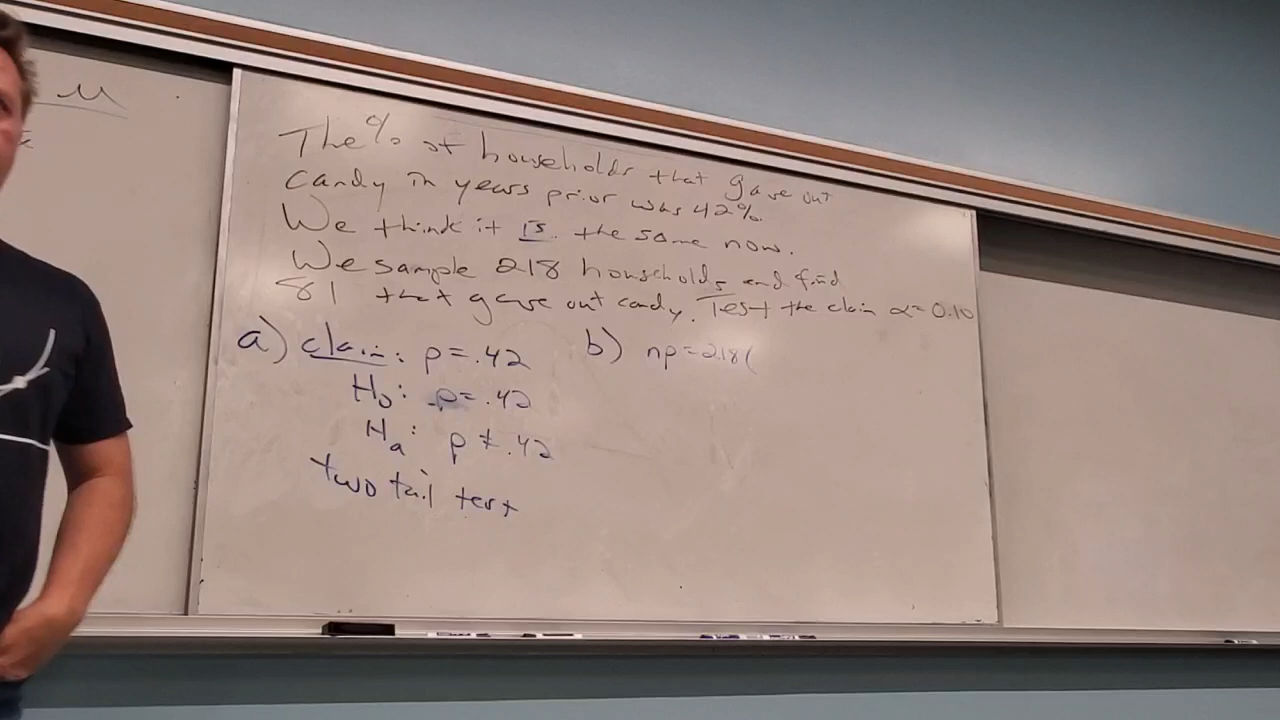 μ
The % of households that gave out
candy in years prior was 42%.
We think it is the same now.
We sample 218 households and find
81 that gave out candy. Test the claim α=0.10
a) claim: p=.42
H₀: p=.42
Hₐ: p≠.42
two tail test
b) np=218(